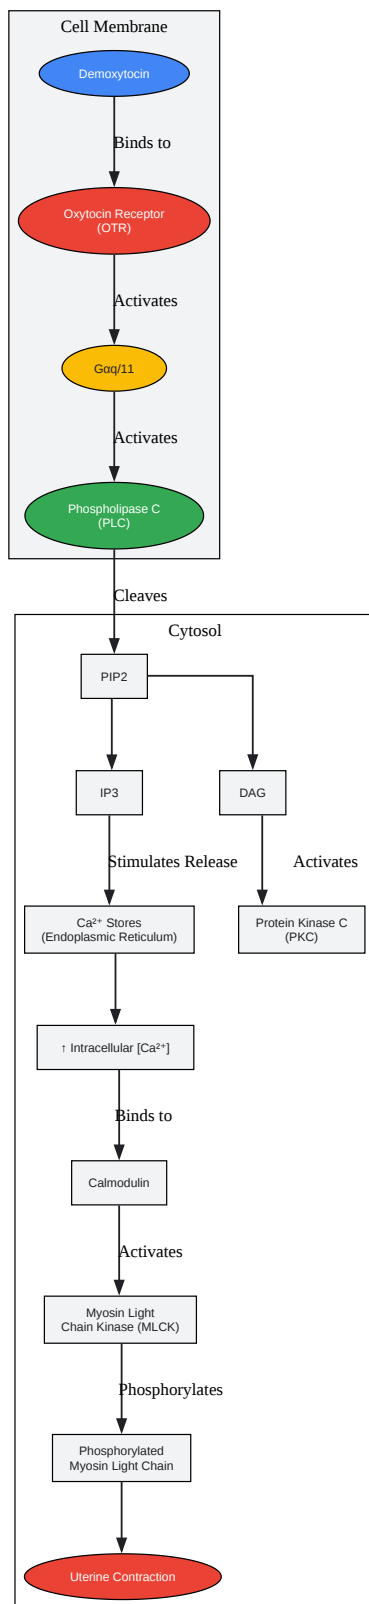 Cell Membrane
Demoxytocin
Binds to
Oxytocin Receptor
(OTR)
Activates
Gαq/11
Activates
Phospholipase C
(PLC)
Cleaves
Cytosol
PIP2
IP3
DAG
Stimulates Release
Activates
Ca²⁺ Stores
(Endoplasmic Reticulum)
Protein Kinase C
(PKC)
↑ Intracellular [Ca²⁺]
Binds to
Calmodulin
Activates
Myosin Light
Chain Kinase (MLCK)
Phosphorylates
Phosphorylated
Myosin Light Chain
Uterine Contraction